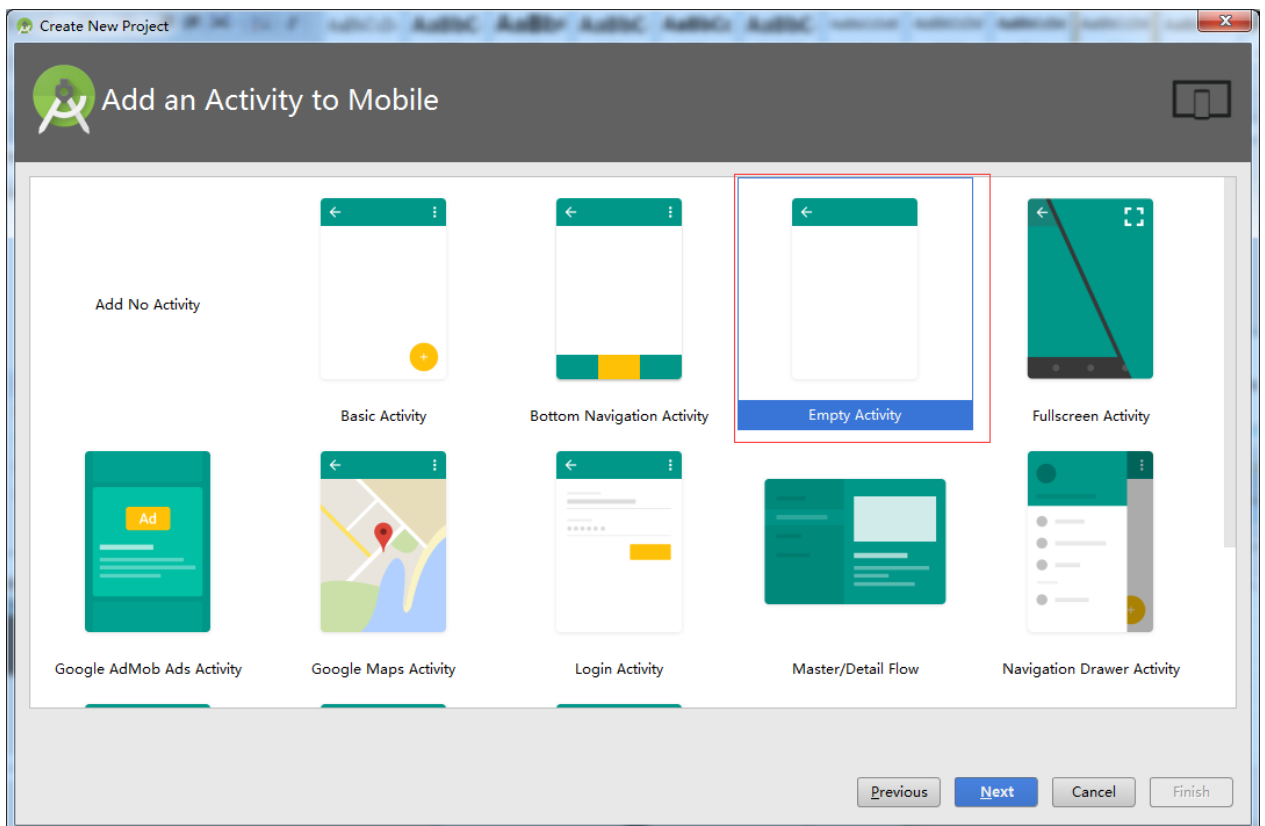 Create New Project
Add an Activity to Mobile
Add No Activity
Basic Activity
Bottom Navigation Activity
Empty Activity
Fullscreen Activity
Ad
Google AdMob Ads Activity
Google Maps Activity
Login Activity
Master/Detail Flow
Navigation Drawer Activity
Previous
Next
Cancel
Finish